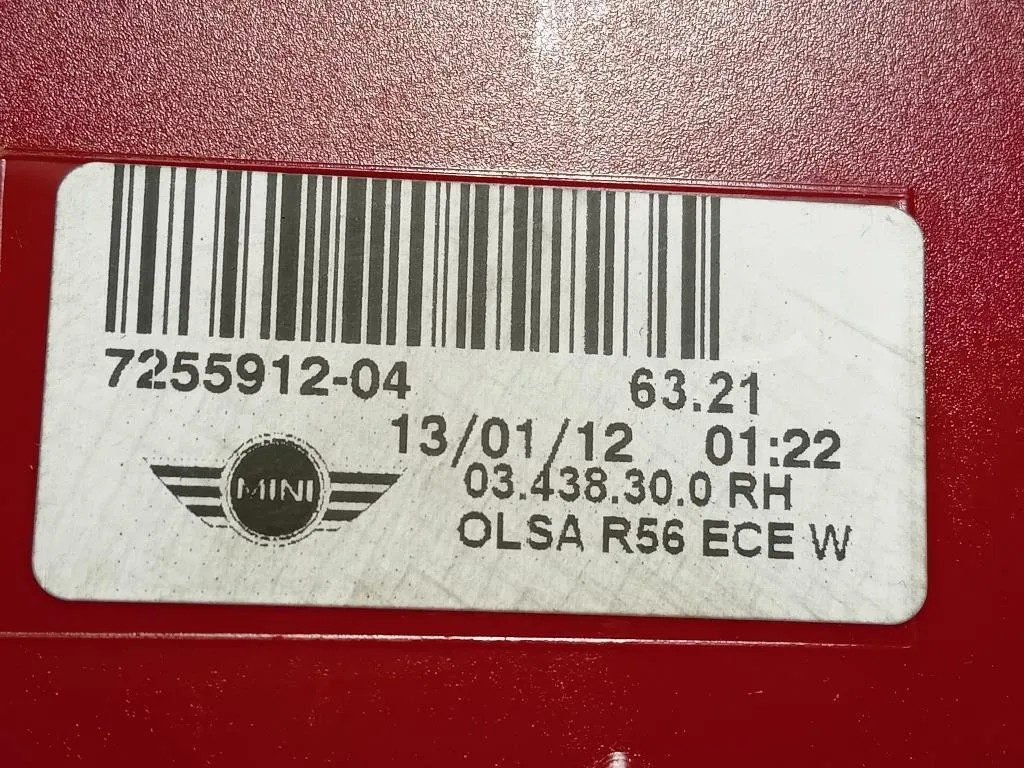 7255912-04 63.21
13/01/12 01:22
03.438.30.0 RH
MINI
OLSA R56 ECE W